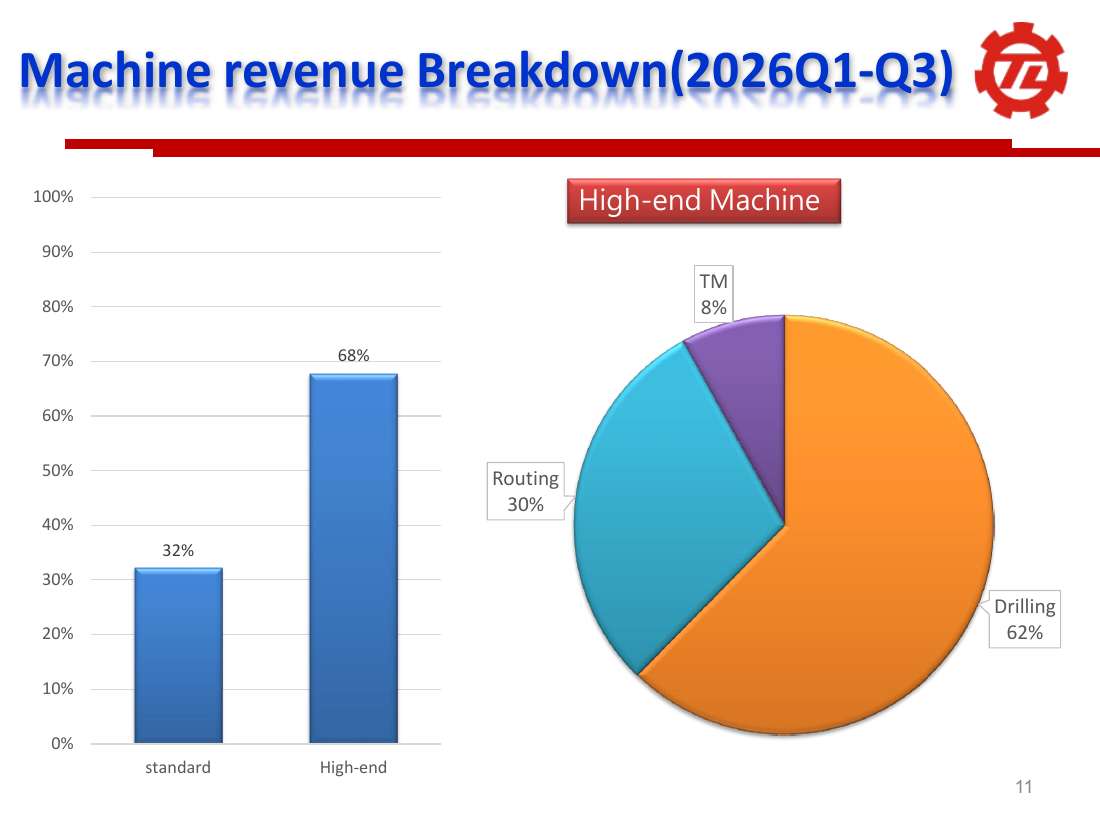 Machine revenue Breakdown(2026Q1-Q3)
TL
100%
90%
80%
70%
60%
50%
40%
30%
20%
10%
0%
32%
68%
standard
High-end
High-end Machine
TM
8%
Routing
30%
Drilling
62%
11